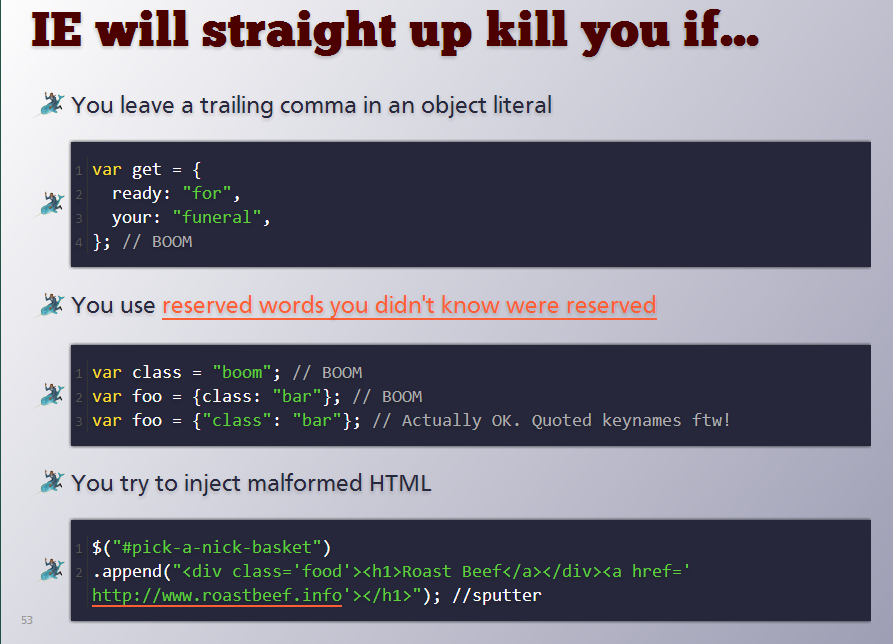 IE will straight up kill you if...
You leave a trailing comma in an object literal
1 var get = {
2   ready: "for",
3   your: "funeral",
4 }; // BOOM
You use reserved words you didn't know were reserved
1 var class = "boom"; // BOOM
2 var foo = {class: "bar"}; // BOOM
3 var foo = {"class": "bar"}; // Actually OK. Quoted keynames ftw!
You try to inject malformed HTML
1 $("#pick-a-nick-basket")
2 .append("<div class='food'><h1>Roast Beef</a></div><a href='
http://www.roastbeef.info'></h1>"); //sputter
53